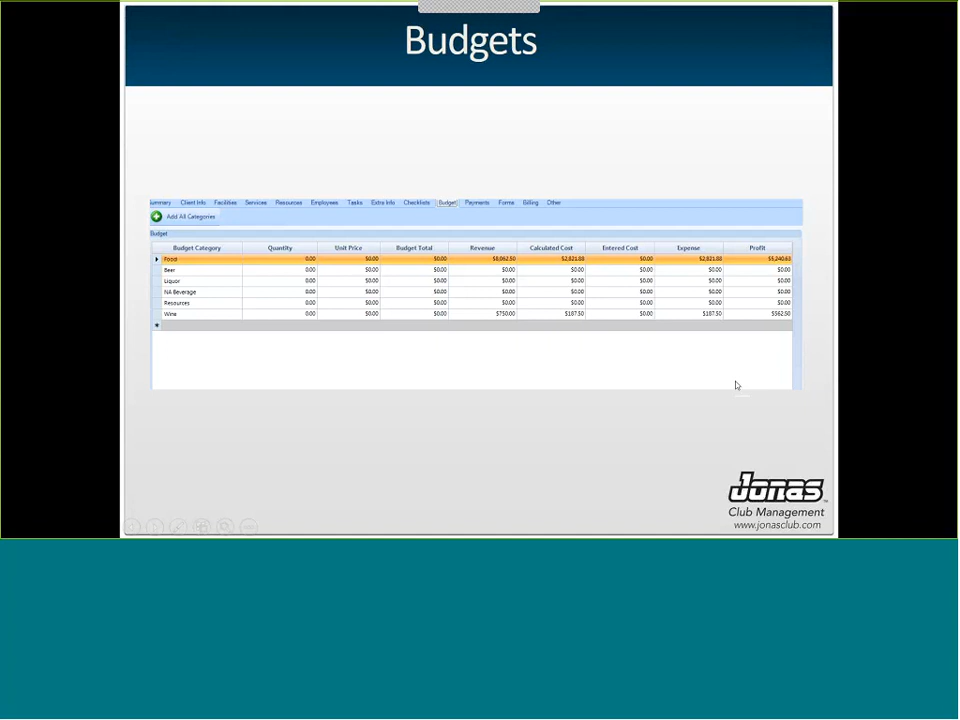 Budgets
ummary Client Info Facilities Services Resources Employees Tasks Extra Info Checklists Budget Payments Forms Billing Other
Add All Categories
Budget
Budget Category Quantity Unit Price Budget Total Revenue Calculated Cost Entered Cost Expense Profit
Food 0.00 $0.00 $0.00 $8,062.50 $2,821.88 $0.00 $2,821.88 $5,240.63
Beer 0.00 $0.00 $0.00 $0.00 $0.00 $0.00 $0.00 $0.00
Liquor 0.00 $0.00 $0.00 $0.00 $0.00 $0.00 $0.00 $0.00
NA Beverage 0.00 $0.00 $0.00 $0.00 $0.00 $0.00 $0.00 $0.00
Resources 0.00 $0.00 $0.00 $0.00 $0.00 $0.00 $0.00 $0.00
Wine 0.00 $0.00 $0.00 $750.00 $187.50 $0.00 $187.50 $562.50
Jonas
Club Management
www.jonasclub.com